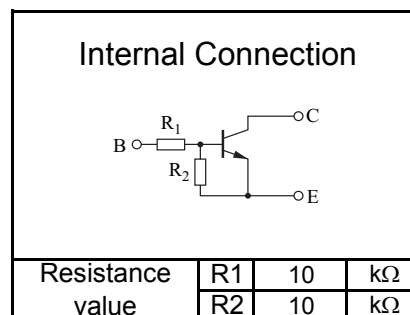 Internal Connection
C
R1
B
R2
E
Resistance value R1 10 kΩ
R2 10 kΩ